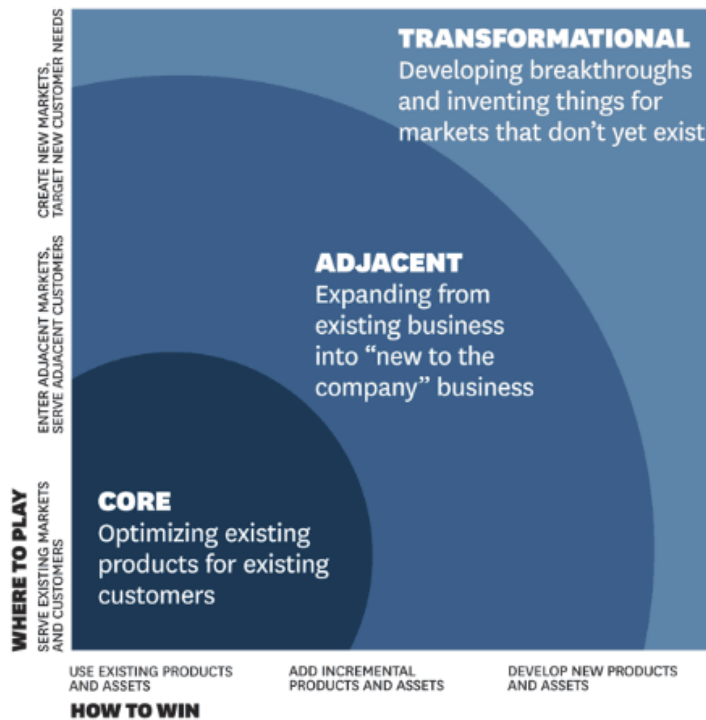 TRANSFORMATIONAL
Developing breakthroughs
and inventing things for
markets that don't yet exist
ADJACENT
Expanding from
existing business
into “new to the
company” business
CORE
Optimizing existing
products for existing
customers
WHERE TO PLAY
CREATE NEW MARKETS,
TARGET NEW CUSTOMER NEEDS
ENTER ADJACENT MARKETS,
SERVE ADJACENT CUSTOMERS
SERVE EXISTING MARKETS
AND CUSTOMERS
USE EXISTING PRODUCTS
AND ASSETS
ADD INCREMENTAL
PRODUCTS AND ASSETS
DEVELOP NEW PRODUCTS
AND ASSETS
HOW TO WIN